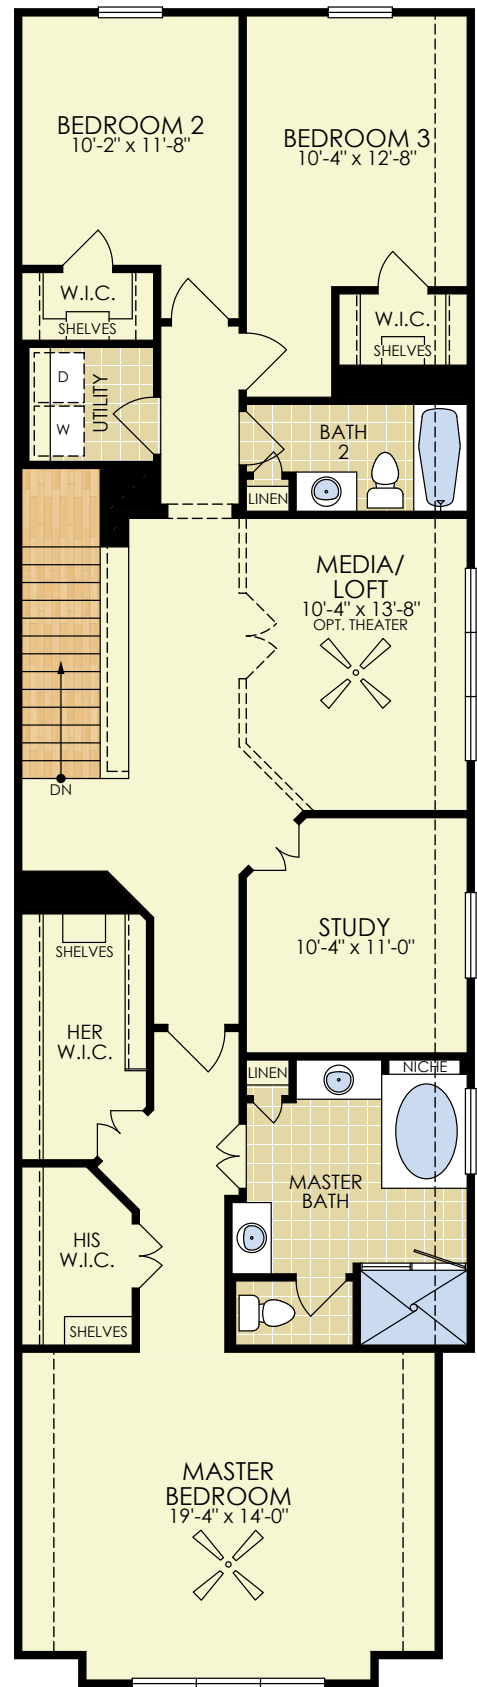 BEDROOM 2
10'-2" x 11'-8"
BEDROOM 3
10'-4" x 12'-8"
W.I.C.
SHELVES
W.I.C.
SHELVES
D
W
UTILITY
BATH
2
LINEN
MEDIA/
LOFT
10'-4" x 13'-8"
OPT. THEATER
DN
STUDY
10'-4" x 11'-0"
SHELVES
HER
W.I.C.
LINEN
NICHE
MASTER
BATH
HIS
W.I.C.
SHELVES
MASTER
BEDROOM
19'-4" x 14'-0"